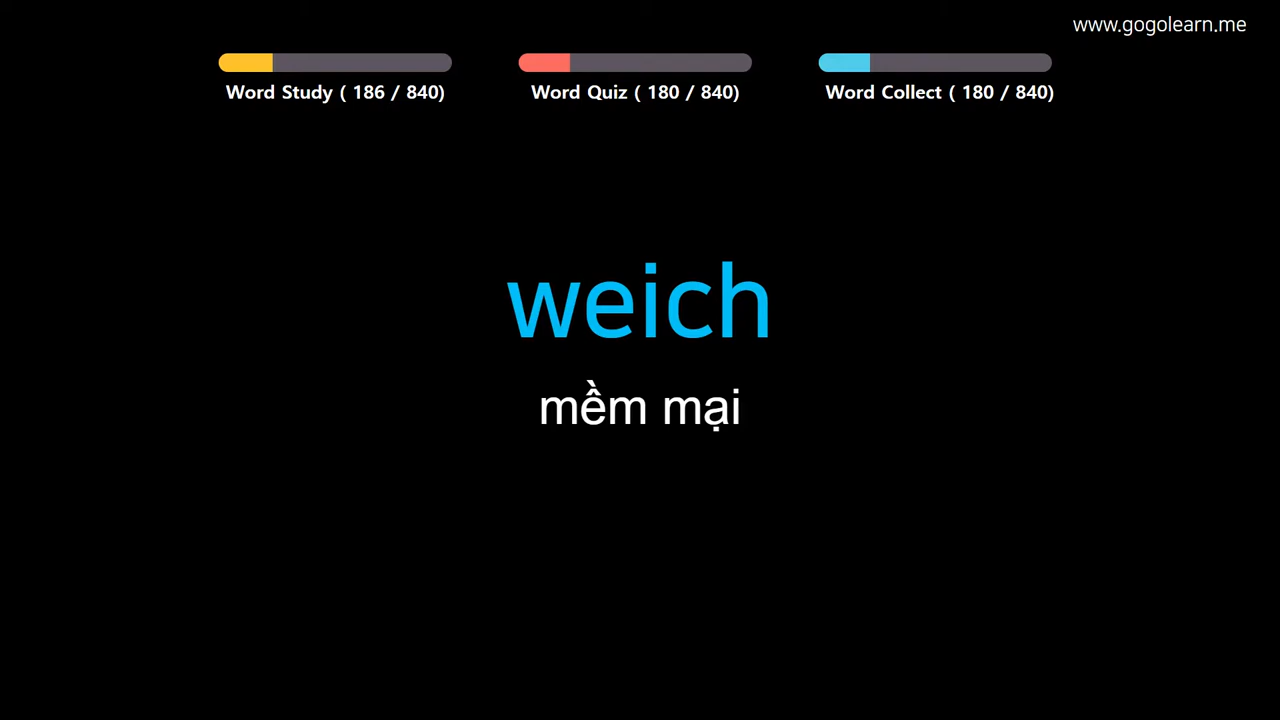 www.gogolearn.me
Word Study ( 186 / 840)
Word Quiz ( 180 / 840)
Word Collect ( 180 / 840)
weich
mềm mại